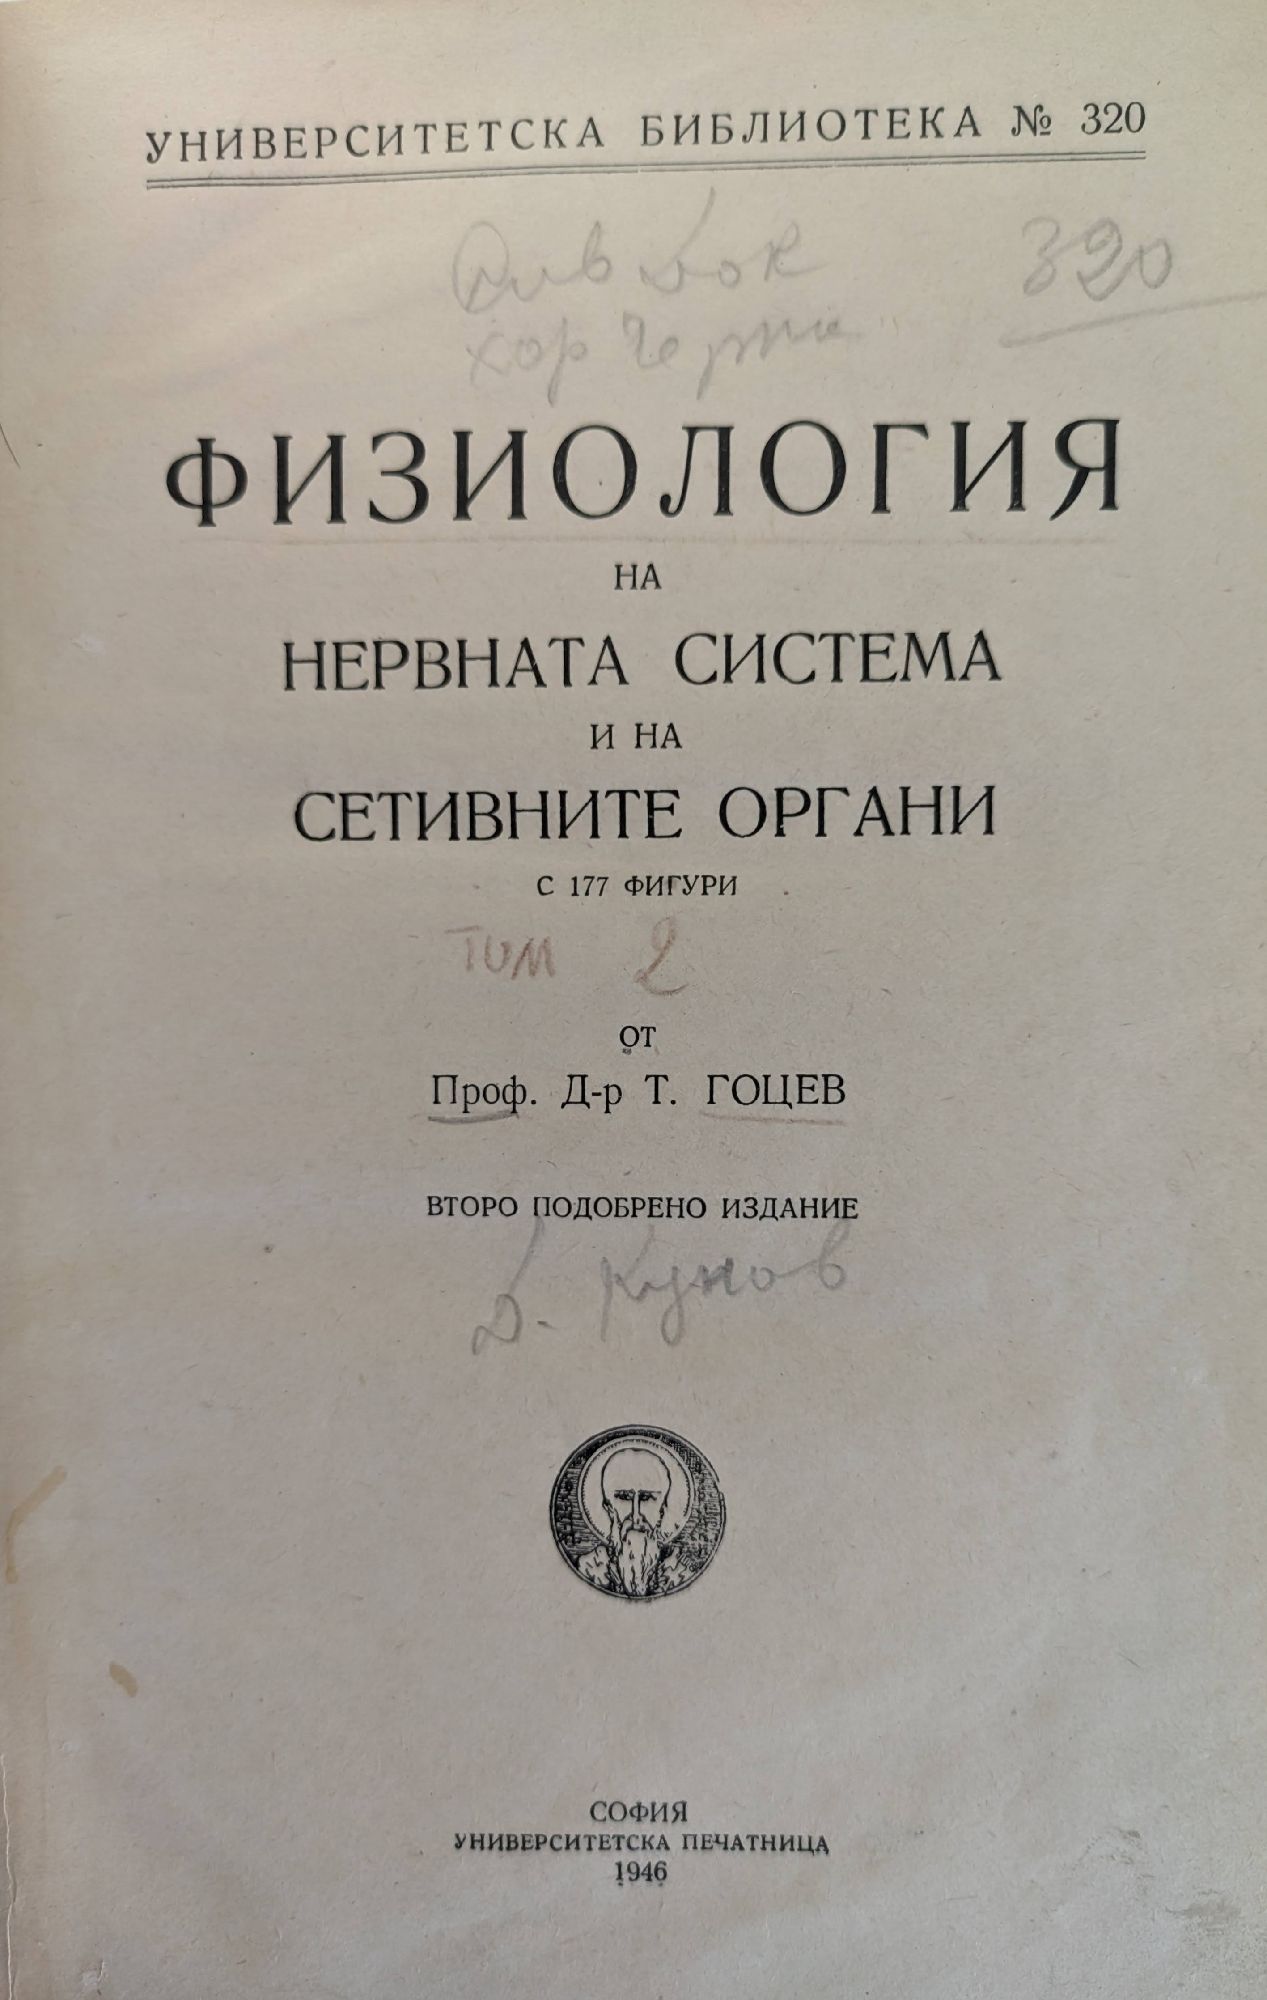 УНИВЕРСИТЕТСКА БИБЛИОТЕКА № 320
320
ФИЗИОЛОГИЯ
НА
НЕРВНАТА СИСТЕМА
И НА
СЕТИВНИТЕ ОРГАНИ
С 177 ФИГУРИ
ТОМ 2
ОТ
Проф. Д-р Т. ГОЦЕВ
ВТОРО ПОДОБРЕНО ИЗДАНИЕ
СОФИЯ
УНИВЕРСИТЕТСКА ПЕЧАТНИЦА
1946